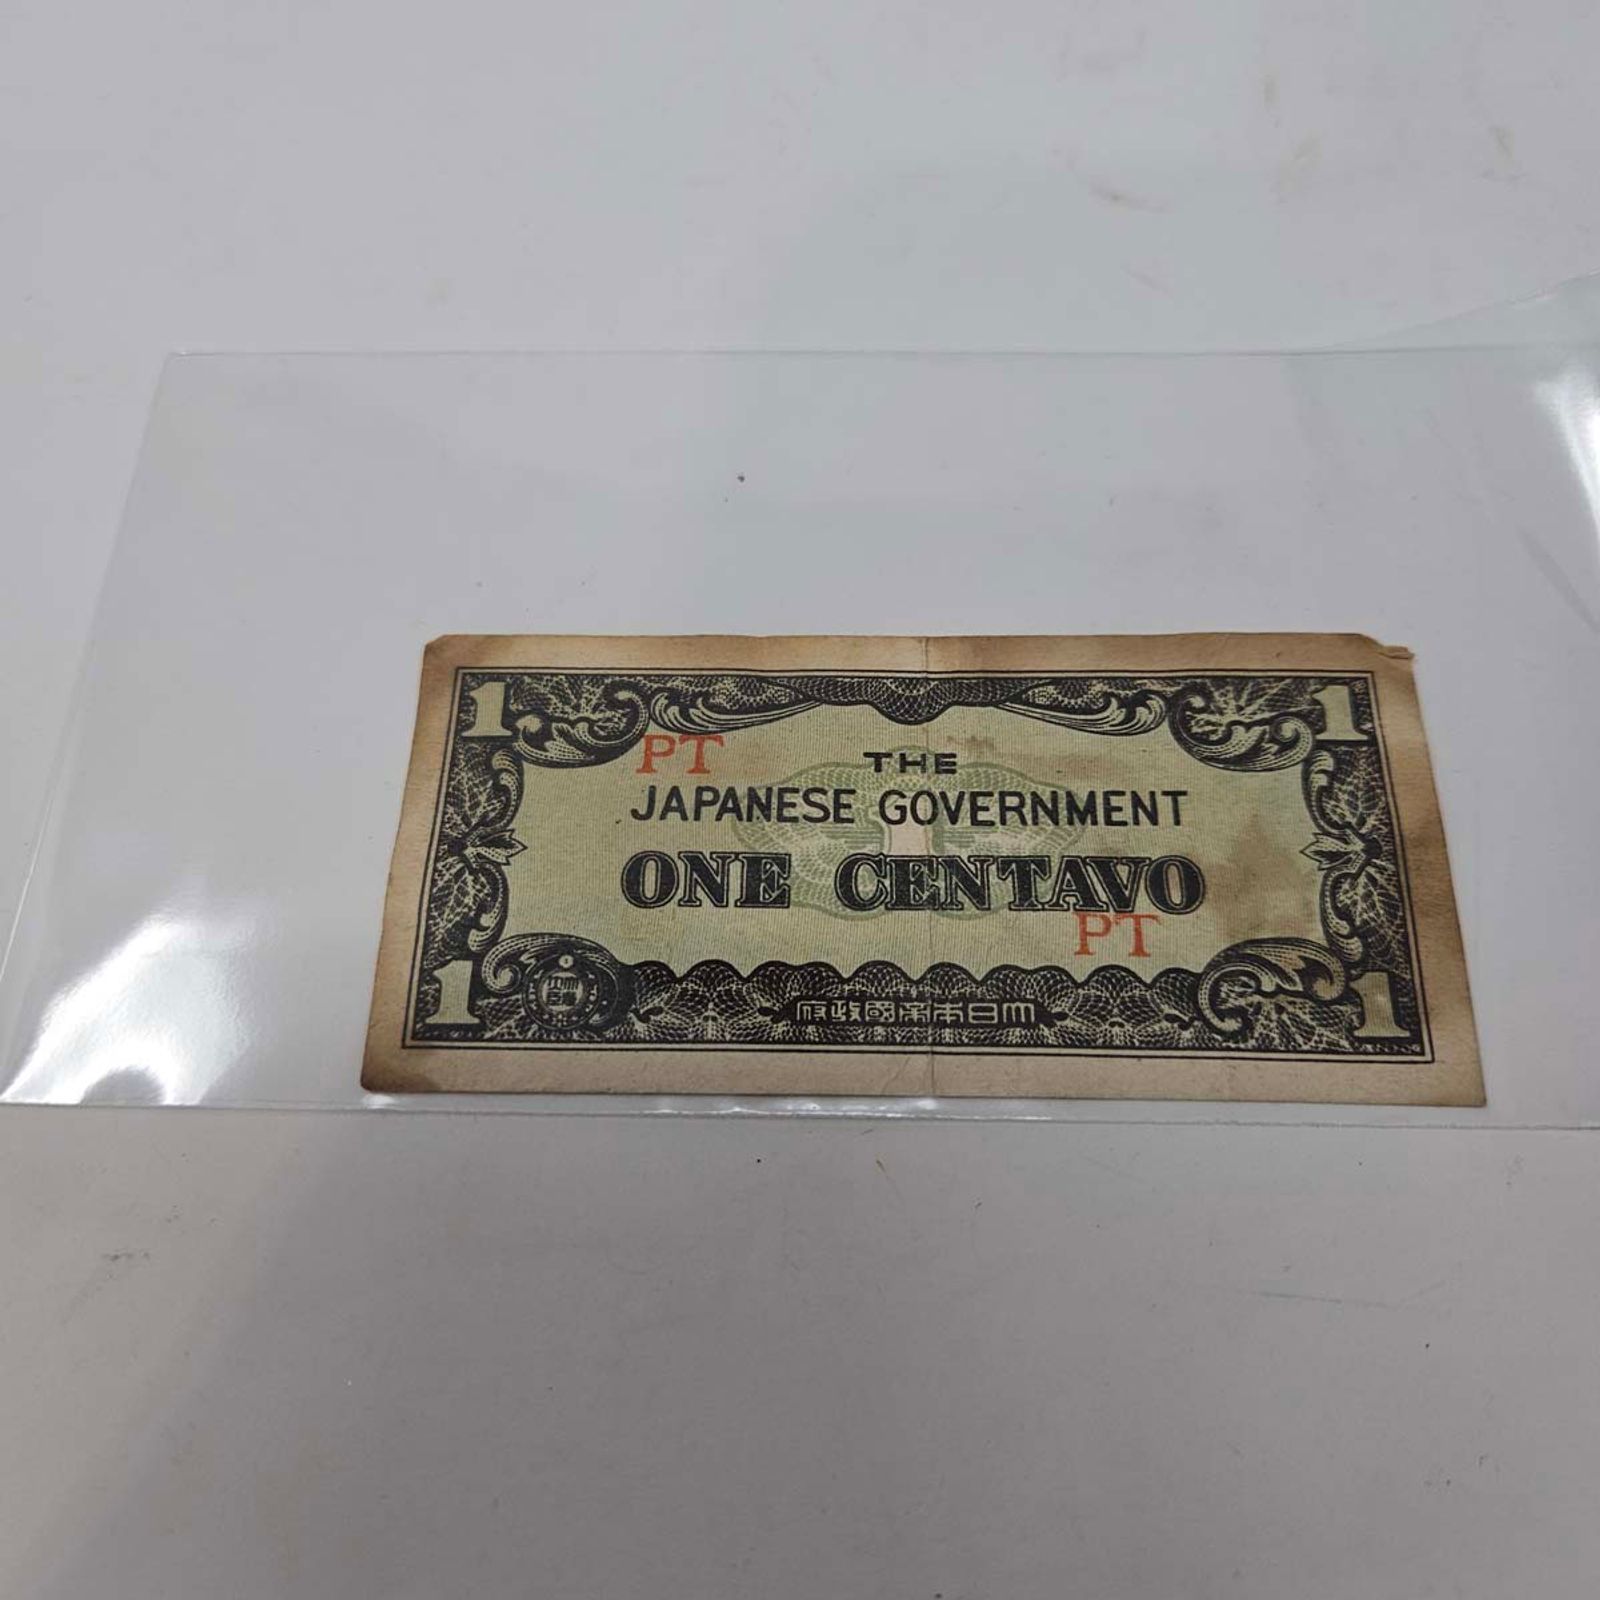 1 1
PT
THE
JAPANESE GOVERNMENT
ONE CENTAVO
PT
1 1
府政國帝本日大